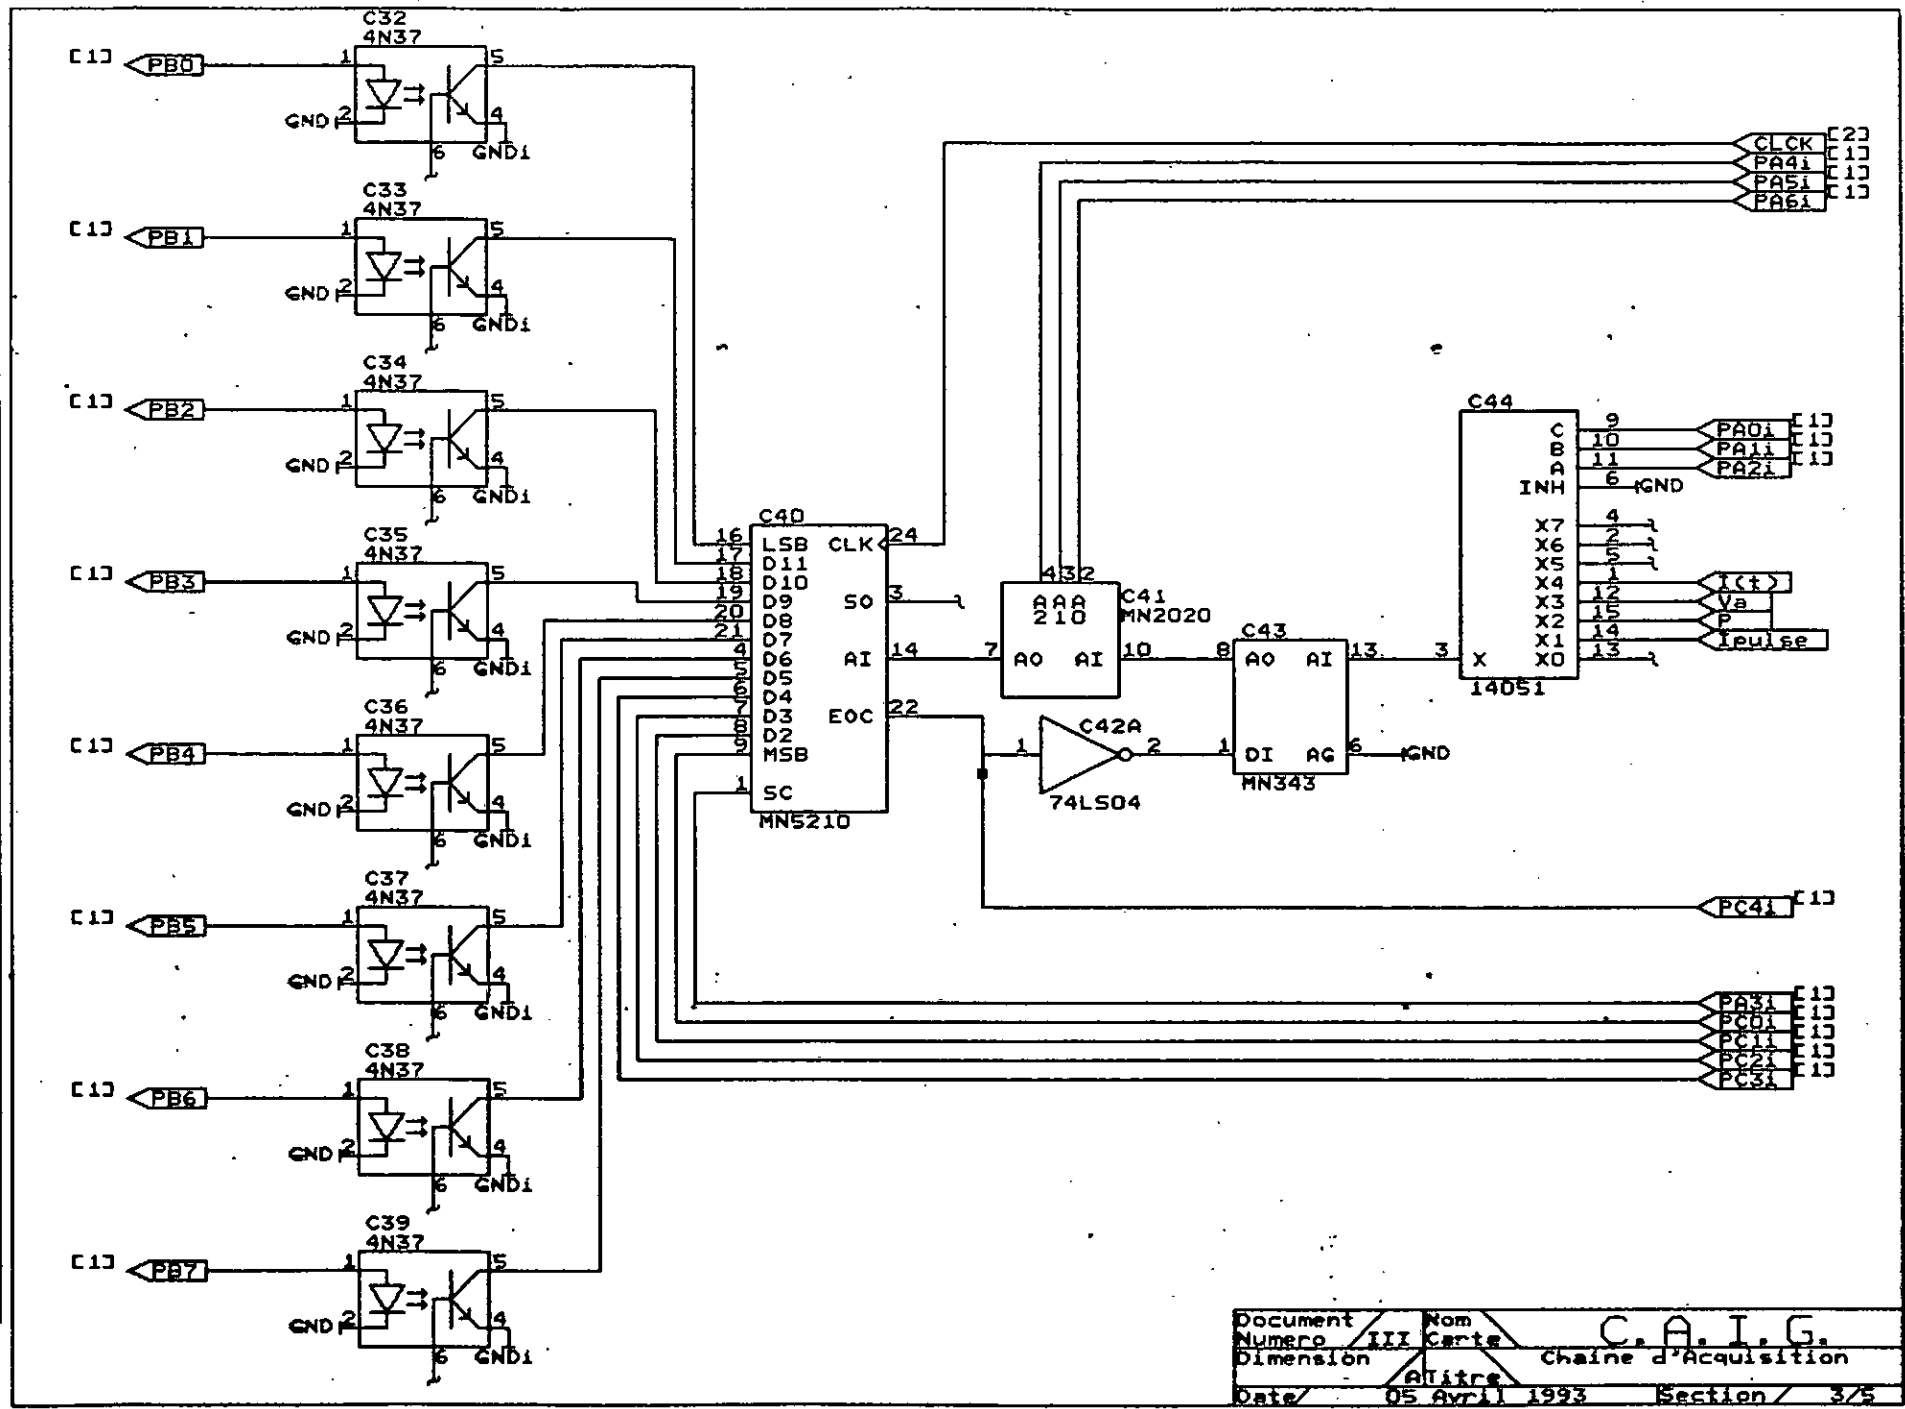 C32
4N37
[1] PB0 1 5
GND 2 4
6 GNDi
C33
4N37
[1] PB1 1 5
GND 2 4
6 GNDi
C34
4N37
[1] PB2 1 5
GND 2 4
6 GNDi
C35
4N37
[1] PB3 1 5
GND 2 4
6 GNDi
C36
4N37
[1] PB4 1 5
GND 2 4
6 GNDi
C37
4N37
[1] PB5 1 5
GND 2 4
6 GNDi
C38
4N37
[1] PB6 1 5
GND 2 4
6 GNDi
C39
4N37
[1] PB7 1 5
GND 2 4
6 GNDi
C40
16 LSB CLK 24
17 D11
18 D10
19 D9 SO 3
20 D8
21 D7
4 D6 AI 14
5 D5
6 D4
7 D3 EOC 22
8 D2
9 MSB
1 SC
MN5210
CLCK [2]
PA4i [1]
PA5i [1]
PA6i [1]
4 3 2
A A A
2 1 0
C41
MN2020
7 AO AI 10
C42A
1 2
74LS04
C43
8 AO AI 13
1 DI AG 6 GND
MN343
C44
C 9 PA0i [1]
B 10 PA1i [1]
A 11 PA2i [1]
INH 6 GND
X7 4
X6 2
X5 5
X4 1 I(t)
X3 12 Va
X2 15 P
X1 14 Ipulse
3 X X0 13
14051
PC4i [1]
PA3i [1]
PC0i [1]
PC1i [1]
PC2i [1]
PC3i [1]
Document Numero III Nom Carte C. A. I. G.
Dimension A Titre Chaine d'Acquisition
Date 05 Avril 1993 Section 3/5